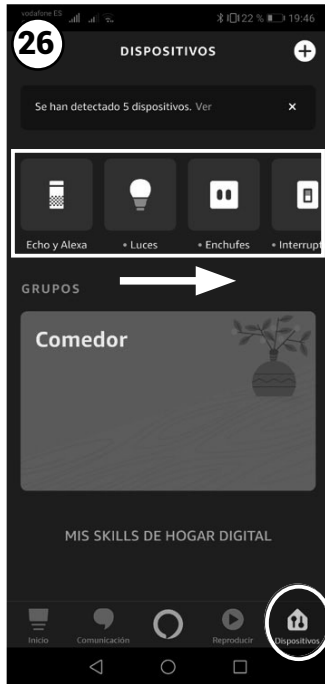 vodafone ES
22 % 19:46
26
DISPOSITIVOS
Se han detectado 5 dispositivos. Ver ×
Echo y Alexa • Luces • Enchufes • Interrupt
GRUPOS
Comedor
MIS SKILLS DE HOGAR DIGITAL
Inicio Comunicación Reproducir Dispositivos